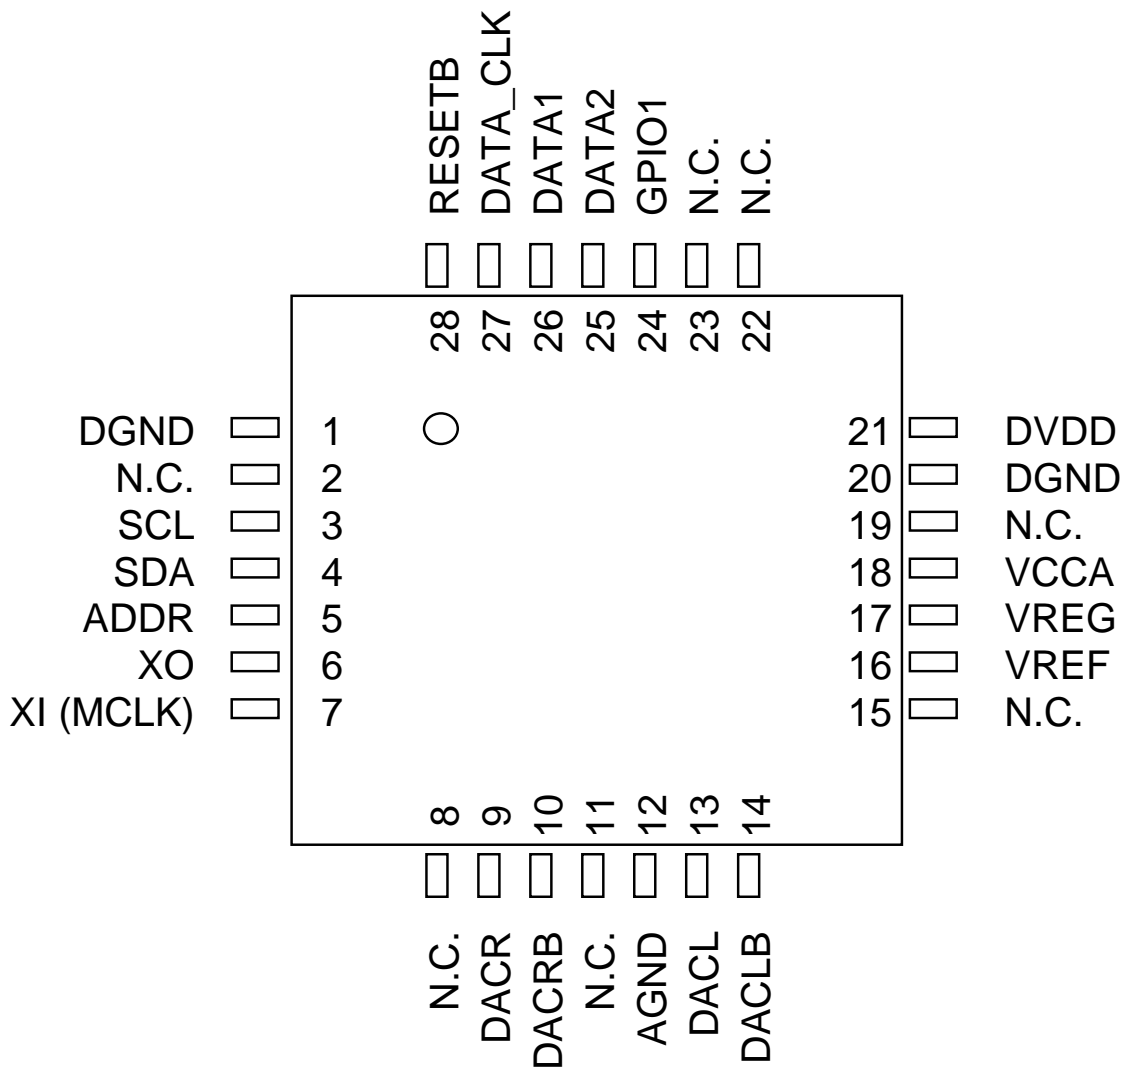 RESETB
DATA_CLK
DATA1
DATA2
GPIO1
N.C.
N.C.
28
27
26
25
24
23
22
DGND 1
N.C. 2
SCL 3
SDA 4
ADDR 5
XO 6
XI (MCLK) 7
21 DVDD
20 DGND
19 N.C.
18 VCCA
17 VREG
16 VREF
15 N.C.
8
9
10
11
12
13
14
N.C.
DACR
DACRB
N.C.
AGND
DACL
DACLB